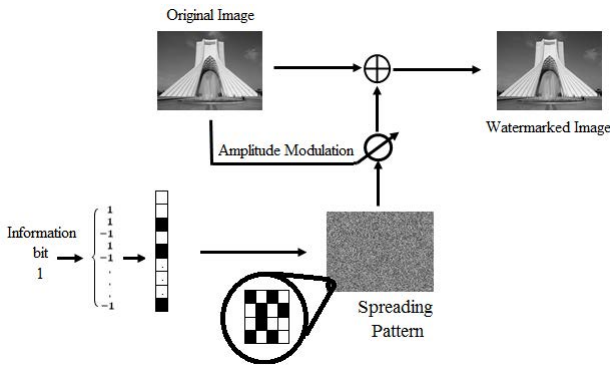 Original Image
Watermarked Image
Amplitude Modulation
Information
bit
1
1
1
-1
1
-1
.
.
.
-1
Spreading
Pattern